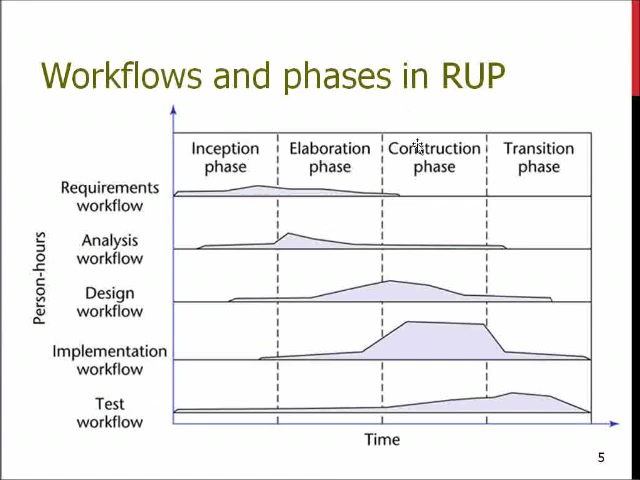 Workflows and phases in RUP
Inception
phase
Elaboration
phase
Construction
phase
Transition
phase
Requirements
workflow
Analysis
workflow
Design
workflow
Implementation
workflow
Test
workflow
Person-hours
Time
5